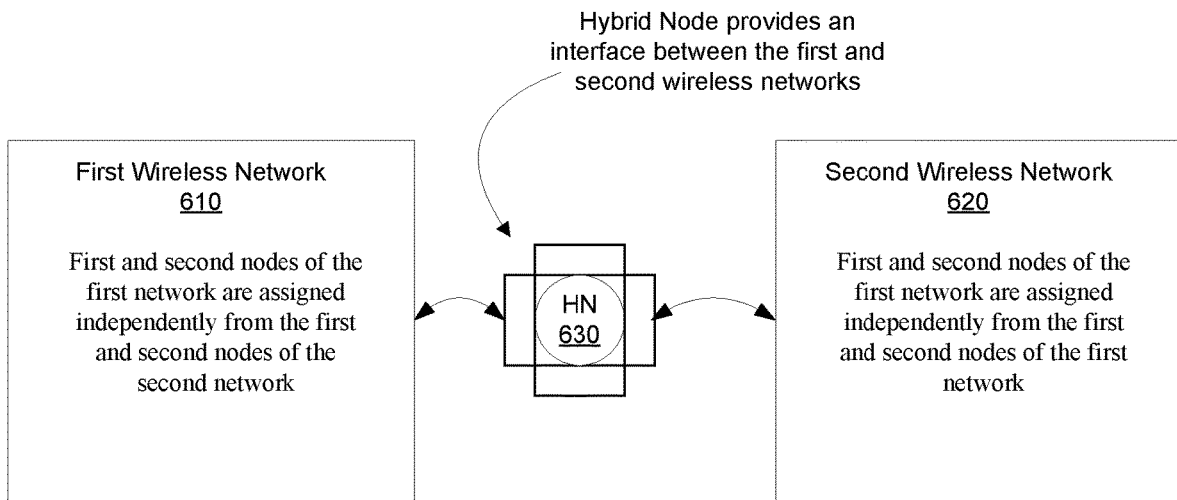 Hybrid Node provides an
interface between the first and
second wireless networks
First Wireless Network
610
First and second nodes of the
first network are assigned
independently from the first
and second nodes of the
second network
HN
630
Second Wireless Network
620
First and second nodes of the
first network are assigned
independently from the first
and second nodes of the first
network